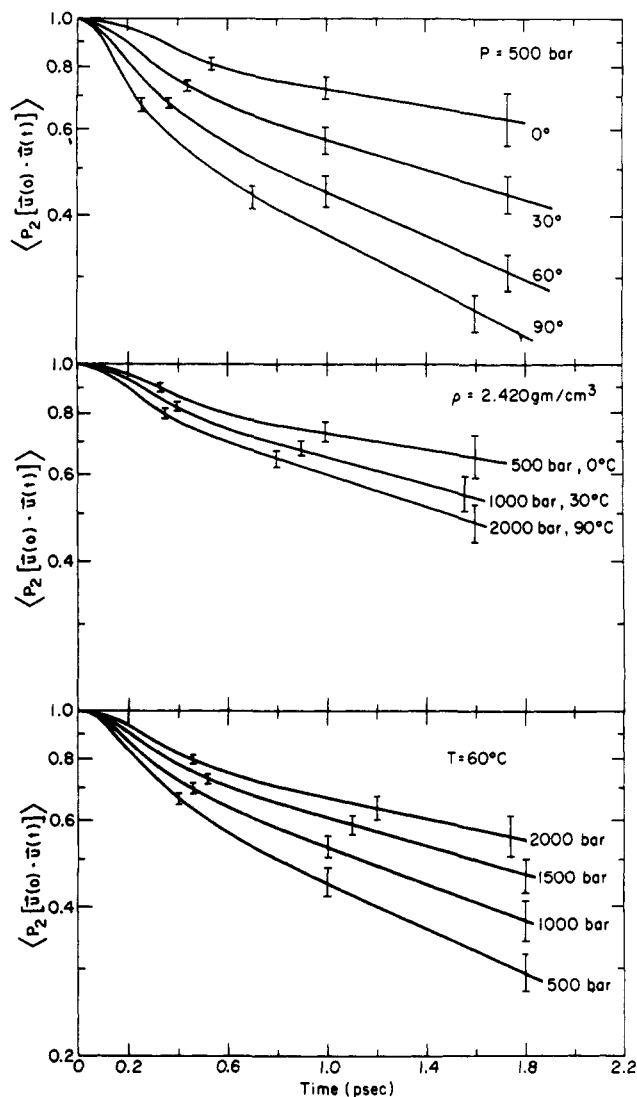 1.0
0.8
0.6
0.4
⟨P₂[u⃗(0)·u⃗(t)]⟩
P = 500 bar
0°
30°
60°
90°
1.0
0.8
0.6
0.4
⟨P₂[u⃗(0)·u⃗(t)]⟩
ρ = 2.420gm/cm³
500 bar, 0°C
1000 bar, 30°C
2000 bar, 90°C
1.0
0.8
0.6
0.4
0.2
⟨P₂[u⃗(0)·u⃗(t)]⟩
T = 60°C
2000 bar
1500 bar
1000 bar
500 bar
0 0.2 0.6 1.0 1.4 1.8 2.2
Time (psec)